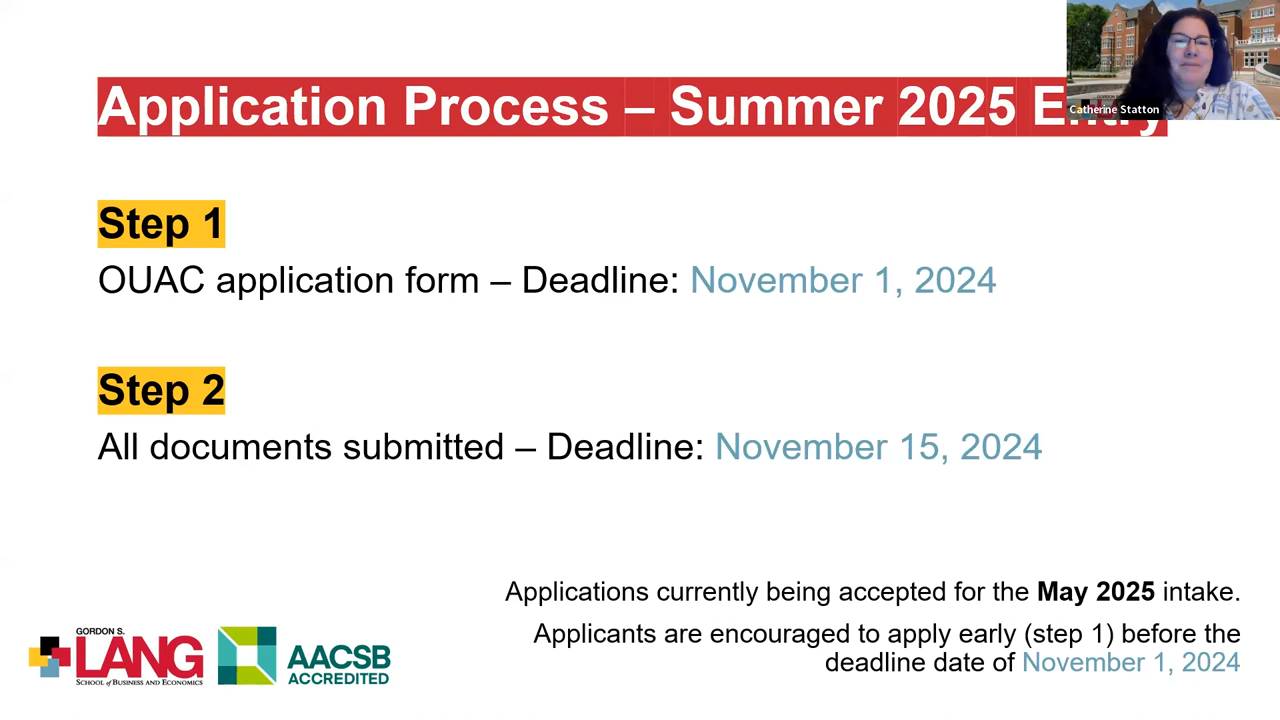 Application Process – Summer 2025 Entry
Catherine Statton
Step 1
OUAC application form – Deadline: November 1, 2024
Step 2
All documents submitted – Deadline: November 15, 2024
Applications currently being accepted for the May 2025 intake.
Applicants are encouraged to apply early (step 1) before the
deadline date of November 1, 2024
GORDON S.
LANG
SCHOOL of BUSINESS AND ECONOMICS
AACSB
ACCREDITED